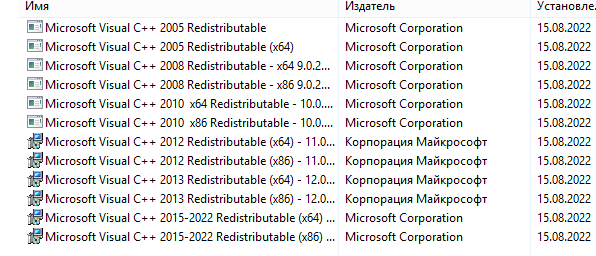 Имя Издатель Установле...
Microsoft Visual C++ 2005 Redistributable Microsoft Corporation 15.08.2022
Microsoft Visual C++ 2005 Redistributable (x64) Microsoft Corporation 15.08.2022
Microsoft Visual C++ 2008 Redistributable - x64 9.0.2... Microsoft Corporation 15.08.2022
Microsoft Visual C++ 2008 Redistributable - x86 9.0.2... Microsoft Corporation 15.08.2022
Microsoft Visual C++ 2010  x64 Redistributable - 10.0.... Microsoft Corporation 15.08.2022
Microsoft Visual C++ 2010  x86 Redistributable - 10.0.... Microsoft Corporation 15.08.2022
Microsoft Visual C++ 2012 Redistributable (x64) - 11.0... Корпорация Майкрософт 15.08.2022
Microsoft Visual C++ 2012 Redistributable (x86) - 11.0... Корпорация Майкрософт 15.08.2022
Microsoft Visual C++ 2013 Redistributable (x64) - 12.0... Корпорация Майкрософт 15.08.2022
Microsoft Visual C++ 2013 Redistributable (x86) - 12.0... Корпорация Майкрософт 15.08.2022
Microsoft Visual C++ 2015-2022 Redistributable (x64) ... Microsoft Corporation 15.08.2022
Microsoft Visual C++ 2015-2022 Redistributable (x86) ... Microsoft Corporation 15.08.2022